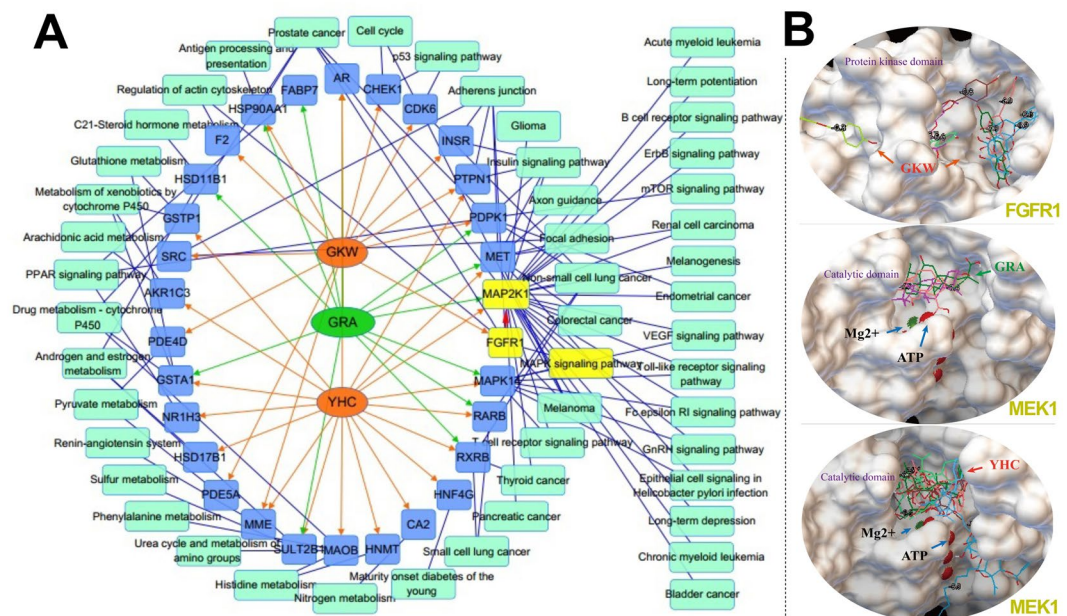 A
Prostate cancer
Cell cycle
Antigen processing and
presentation
p53 signaling pathway
Regulation of actin cytoskeleton
Adherens junction
AR
FABP7
CHEK1
HSP90AA1
CDK6
C21-Steroid hormone metabolism
F2
INSR
Glioma
Glutathione metabolism
HSD11B1
PTPN1
Insulin signaling pathway
Metabolism of xenobiotics by
cytochrome P450
GSTP1
PDPK1
Axon guidance
Arachidonic acid metabolism
SRC
GKW
MET
Focal adhesion
PPAR signaling pathway
AKR1C3
MAP2K1
Non-small cell lung cancer
Drug metabolism - cytochrome
P450
GRA
Colorectal cancer
PDE4D
FGFR1
MAPK signaling pathway
Androgen and estrogen
metabolism
GSTA1
MAPK14
Pyruvate metabolism
NR1H3
YHC
RARB
Melanoma
Renin-angiotensin system
HSD17B1
RXRB
T cell receptor signaling pathway
Sulfur metabolism
PDE5A
HNF4G
Thyroid cancer
Phenylalanine metabolism
MME
CA2
Pancreatic cancer
Urea cycle and metabolism of
amino groups
SULT2B1
MAOB
HNMT
Small cell lung cancer
Histidine metabolism
Nitrogen metabolism
Maturity onset diabetes of the
young
Acute myeloid leukemia
Long-term potentiation
B cell receptor signaling pathway
ErbB signaling pathway
mTOR signaling pathway
Renal cell carcinoma
Melanogenesis
Endometrial cancer
VEGF signaling pathway
Toll-like receptor signaling
pathway
Fc epsilon RI signaling pathway
GnRH signaling pathway
Epithelial cell signaling in
Helicobacter pylori infection
Long-term depression
Chronic myeloid leukemia
Bladder cancer
B
Protein kinase domain
GKW
FGFR1
Catalytic domain
GRA
Mg2+
ATP
MEK1
Catalytic domain
YHC
Mg2+
ATP
MEK1